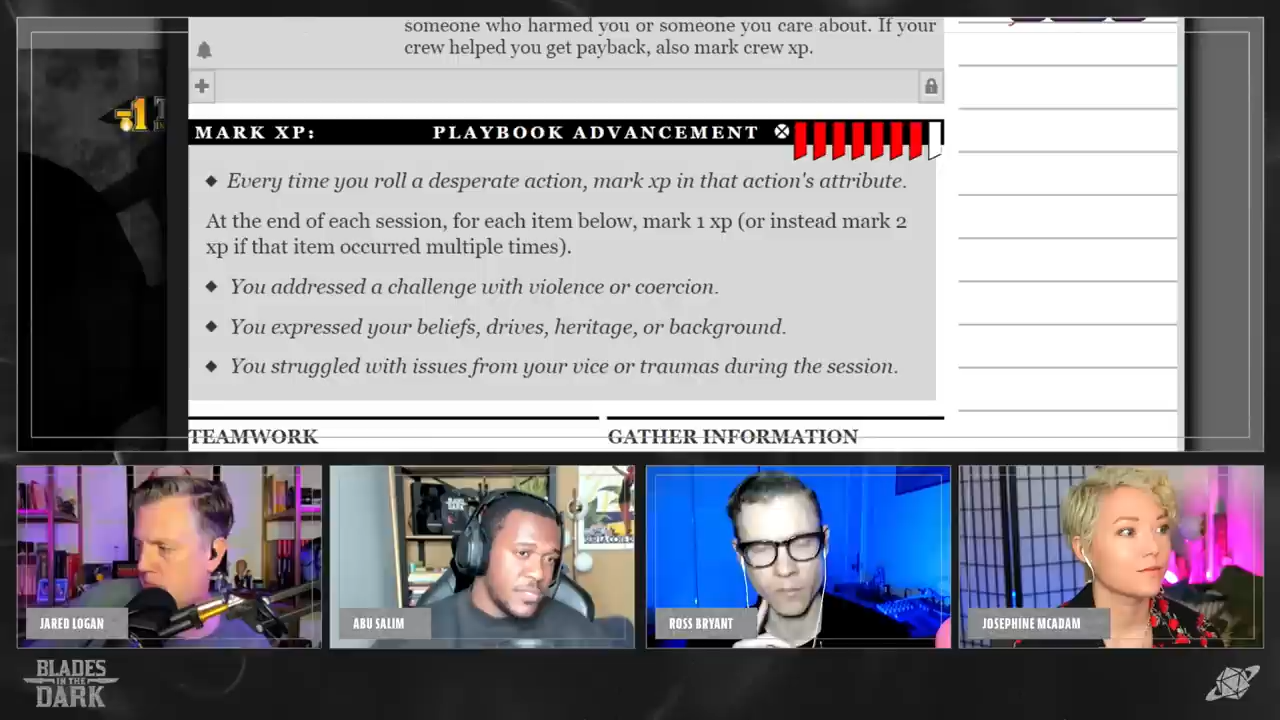 someone who harmed you or someone you care about. If your
crew helped you get payback, also mark crew xp.
-1
MARK XP: PLAYBOOK ADVANCEMENT
Every time you roll a desperate action, mark xp in that action's attribute.
At the end of each session, for each item below, mark 1 xp (or instead mark 2
xp if that item occurred multiple times).
You addressed a challenge with violence or coercion.
You expressed your beliefs, drives, heritage, or background.
You struggled with issues from your vice or traumas during the session.
TEAMWORK GATHER INFORMATION
BLADES
DARK
JARED LOGAN
ABU SALIM
ROSS BRYANT
JOSEPHINE MCADAM
BLADES
IN THE
DARK